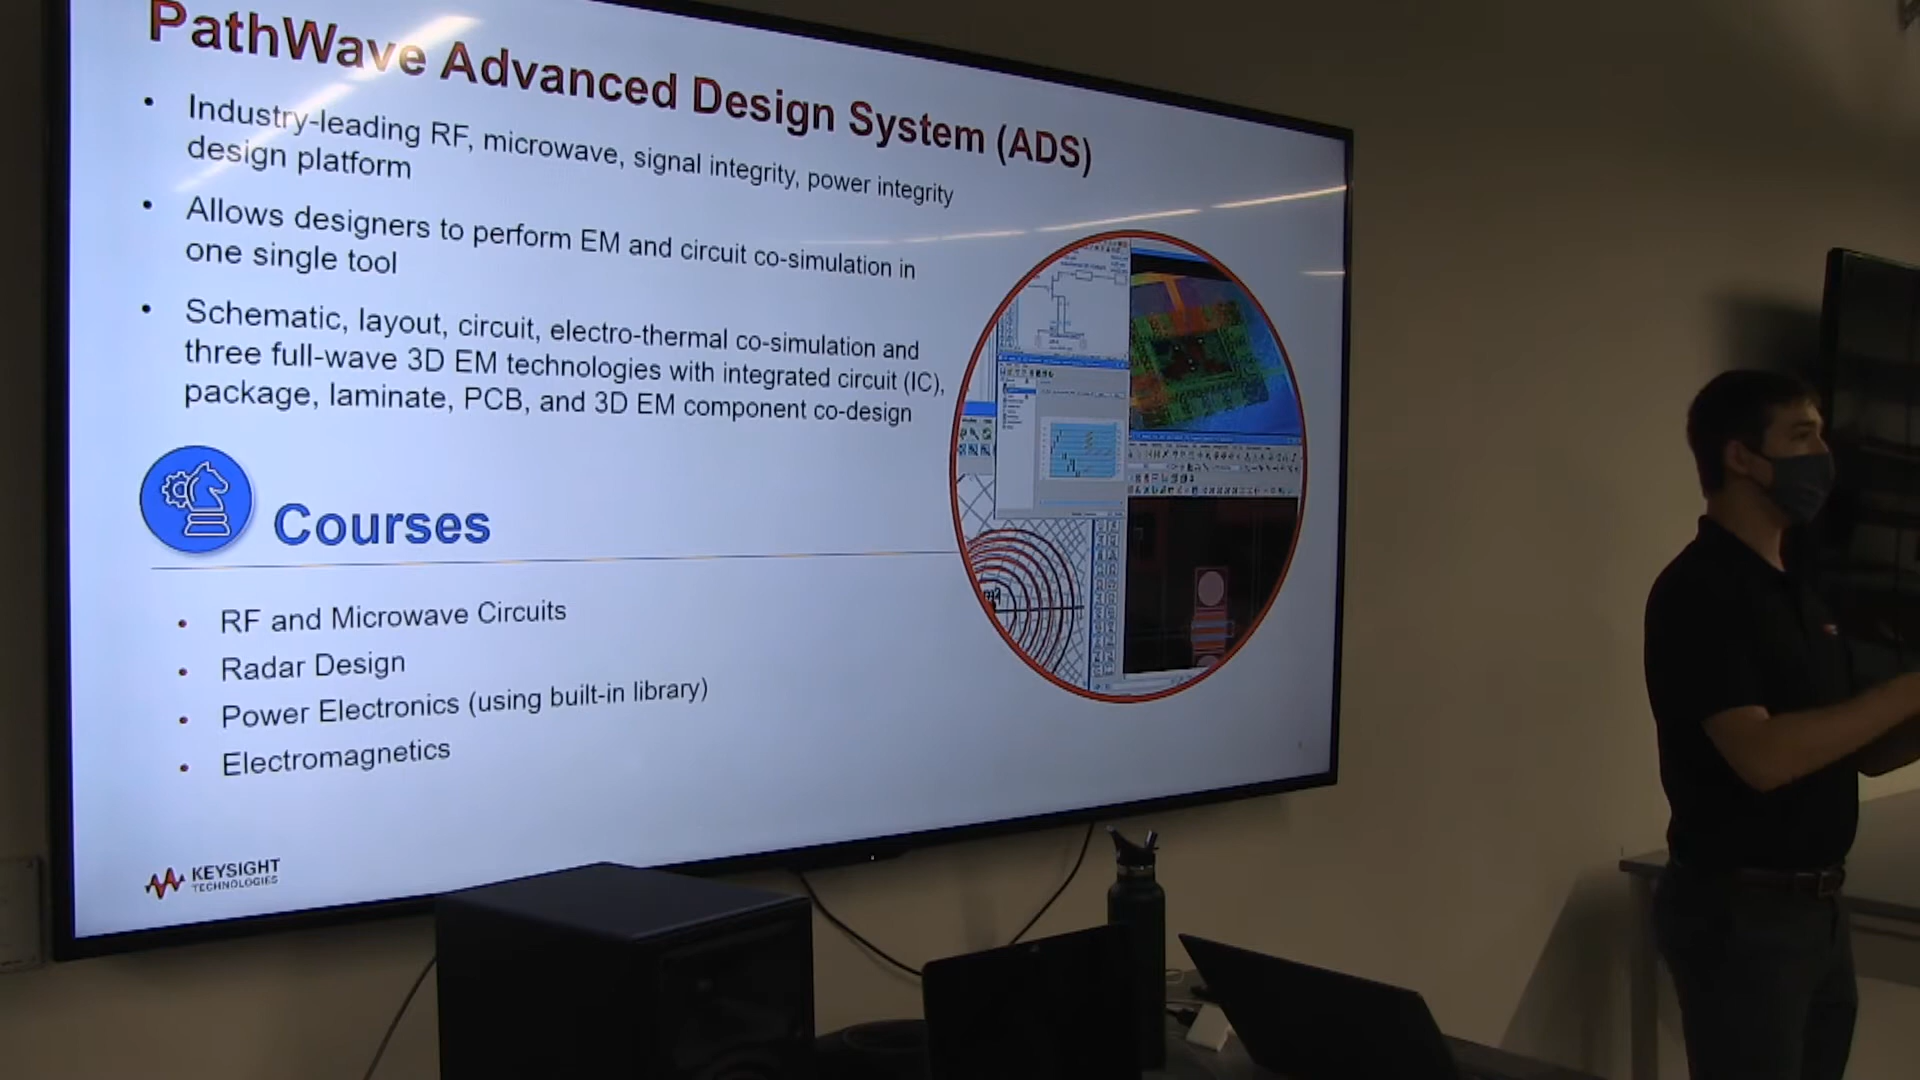 PathWave Advanced Design System (ADS)
• Industry-leading RF, microwave, signal integrity, power integrity
design platform
• Allows designers to perform EM and circuit co-simulation in
one single tool
• Schematic, layout, circuit, electro-thermal co-simulation and
three full-wave 3D EM technologies with integrated circuit (IC),
package, laminate, PCB, and 3D EM component co-design
Courses
• RF and Microwave Circuits
• Radar Design
• Power Electronics (using built-in library)
• Electromagnetics
KEYSIGHT
TECHNOLOGIES